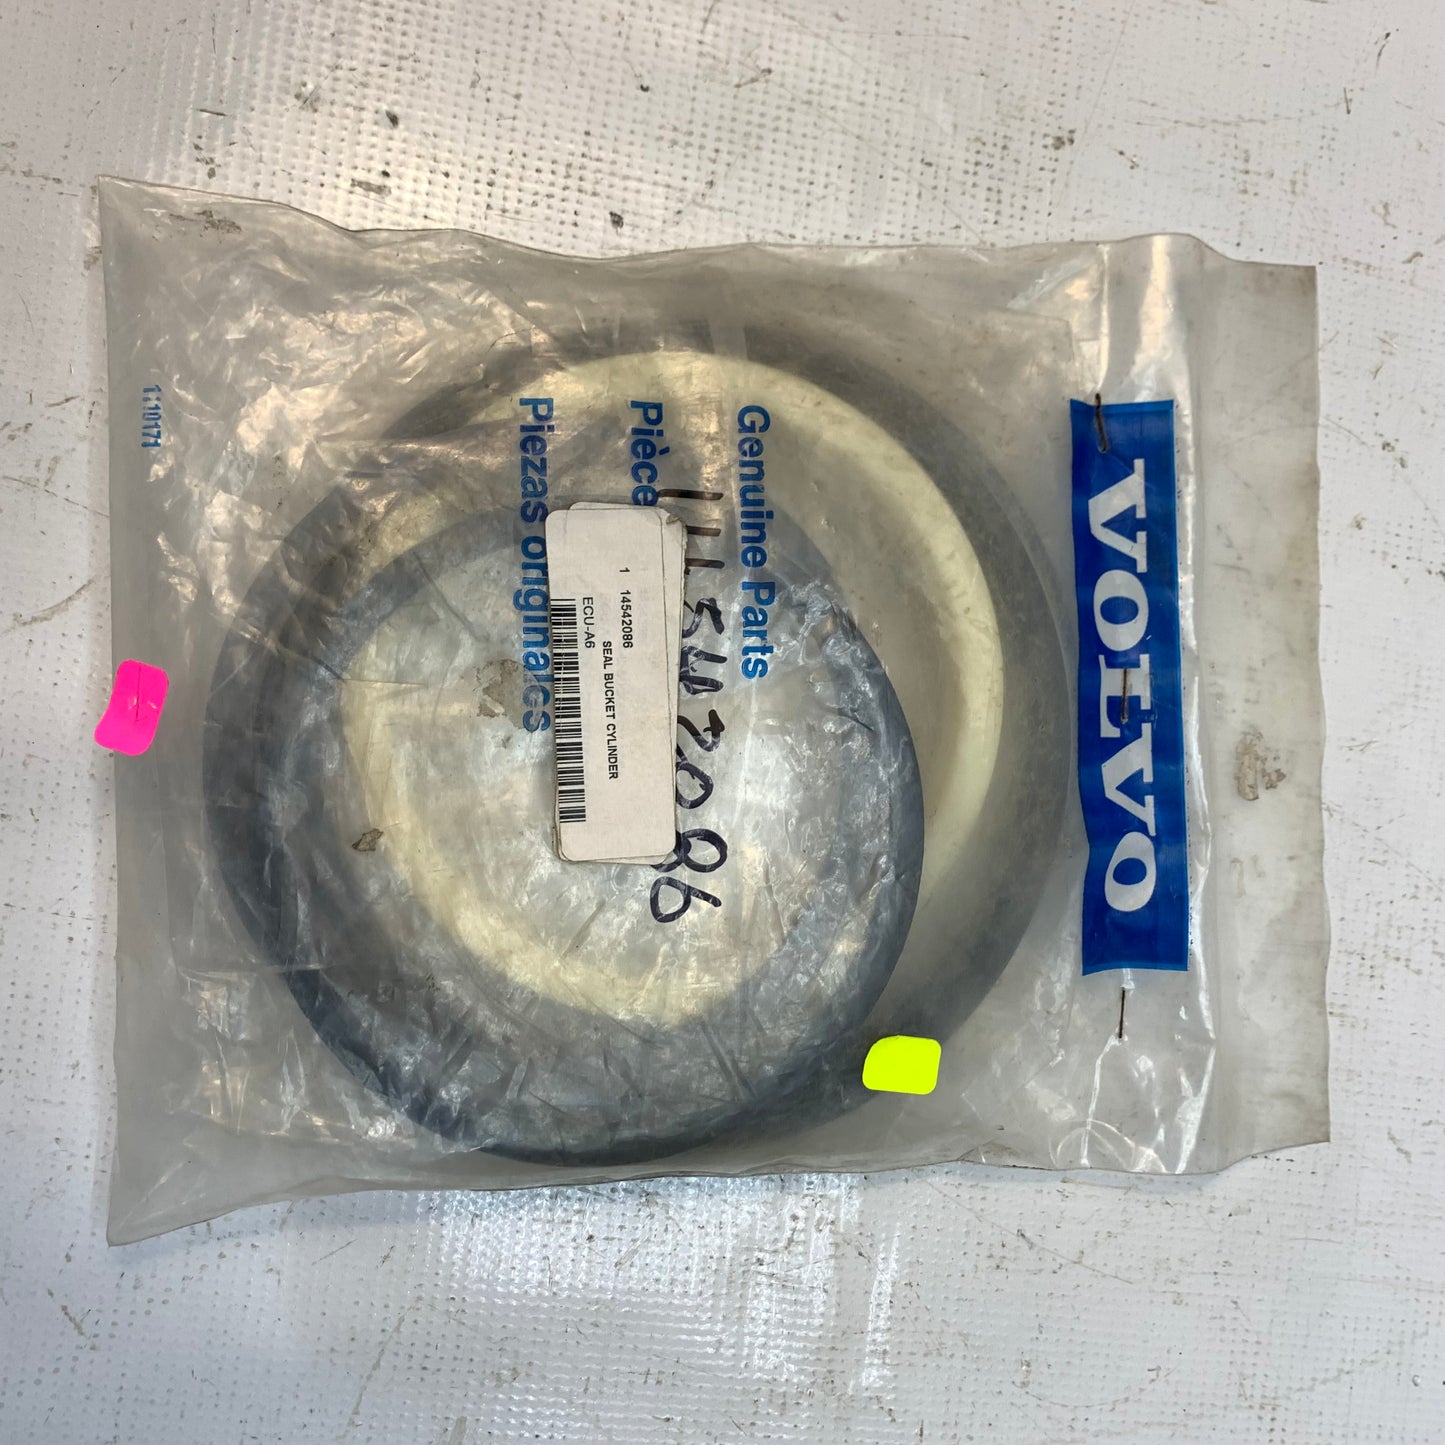 VOLVO
Genuine Parts
Pièce
Piezas originales
14542086
1 14542086
SEAL BUCKET CYLINDER
ECU-A6